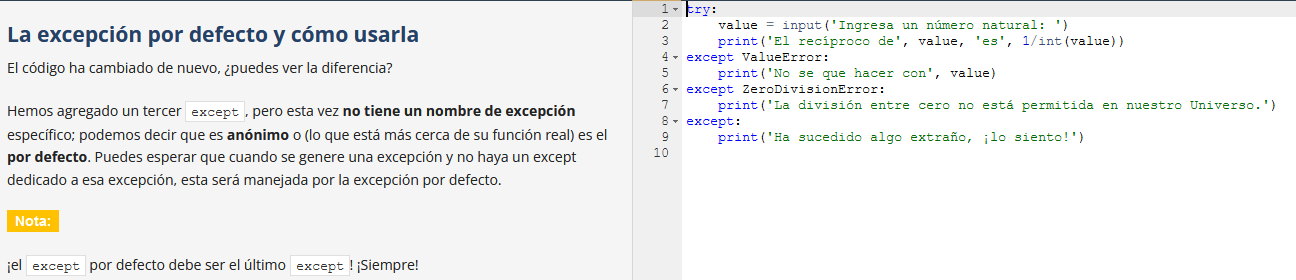 La excepción por defecto y cómo usarla
El código ha cambiado de nuevo, ¿puedes ver la diferencia?
Hemos agregado un tercer except, pero esta vez no tiene un nombre de excepción
específico; podemos decir que es anónimo o (lo que está más cerca de su función real) es el
por defecto. Puedes esperar que cuando se genere una excepción y no haya un except
dedicado a esa excepción, esta será manejada por la excepción por defecto.
Nota:
¡el except por defecto debe ser el último except! ¡Siempre!
1 try:
2     value = input('Ingresa un número natural: ')
3     print('El recíproco de', value, 'es', 1/int(value))
4 except ValueError:
5     print('No se que hacer con', value)
6 except ZeroDivisionError:
7     print('La división entre cero no está permitida en nuestro Universo.')
8 except:
9     print('Ha sucedido algo extraño, ¡lo siento!')
10